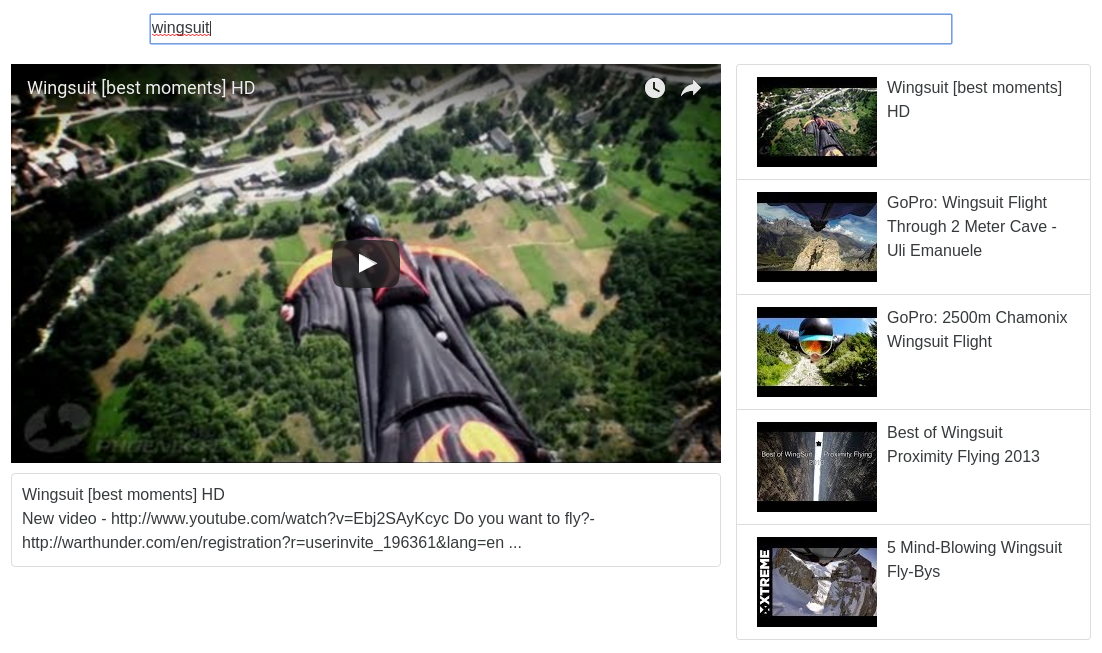 wingsuit
Wingsuit [best moments] HD
Wingsuit [best moments] HD
New video - http://www.youtube.com/watch?v=Ebj2SAyKcyc Do you want to fly?-
http://warthunder.com/en/registration?r=userinvite_196361&lang=en ...
Wingsuit [best moments]
HD
GoPro: Wingsuit Flight
Through 2 Meter Cave -
Uli Emanuele
GoPro: 2500m Chamonix
Wingsuit Flight
Best of WingSuit Proximity Flying
Best of Wingsuit
Proximity Flying 2013
XTREME
5 Mind-Blowing Wingsuit
Fly-Bys